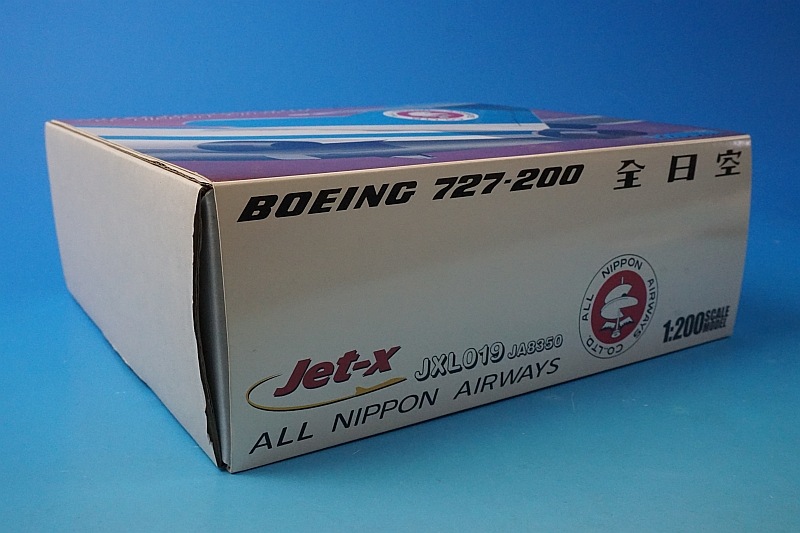 BOEING 727-200 全日空
ALL NIPPON AIRWAYS CO.LTD.
1:200 SCALE MODEL
Jet-x JXL019 JA8350
ALL NIPPON AIRWAYS